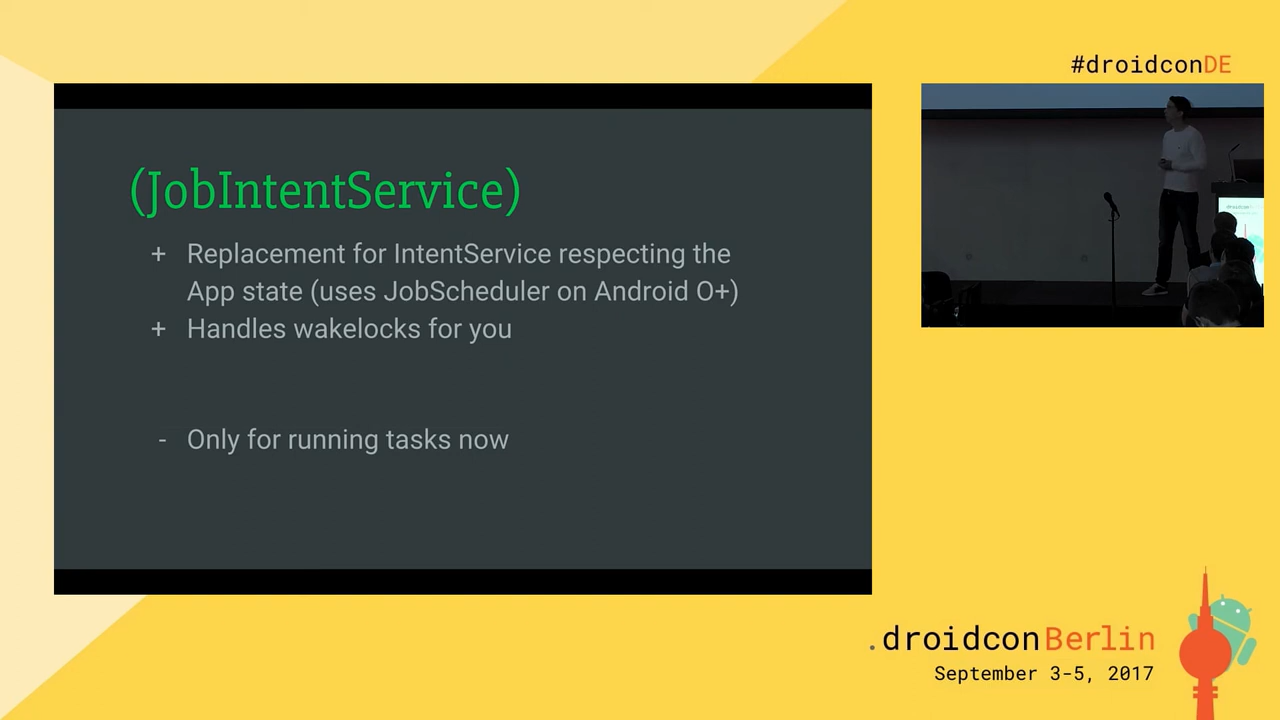 #droidconDE
(JobIntentService)
+ Replacement for IntentService respecting the
App state (uses JobScheduler on Android O+)
+ Handles wakelocks for you
- Only for running tasks now
.droidconBerlin
September 3-5, 2017